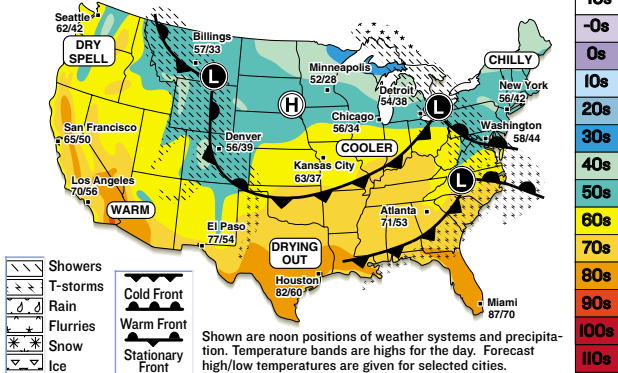 Seattle
62/42
DRY
SPELL
Billings
57/33
L
H
Minneapolis
52/28
Detroit
54/38
L
CHILLY
New York
56/42
Chicago
56/34
Washington
58/44
San Francisco
65/50
Denver
56/39
COOLER
Kansas City
63/37
L
Los Angeles
70/56
WARM
El Paso
77/54
Atlanta
71/53
DRYING
OUT
Houston
82/60
Miami
87/70
Showers
T-storms
Rain
Flurries
Snow
Ice
Cold Front
Warm Front
Stationary
Front
Shown are noon positions of weather systems and precipita-
tion. Temperature bands are highs for the day. Forecast
high/low temperatures are given for selected cities.
-0s
0s
10s
20s
30s
40s
50s
60s
70s
80s
90s
100s
110s